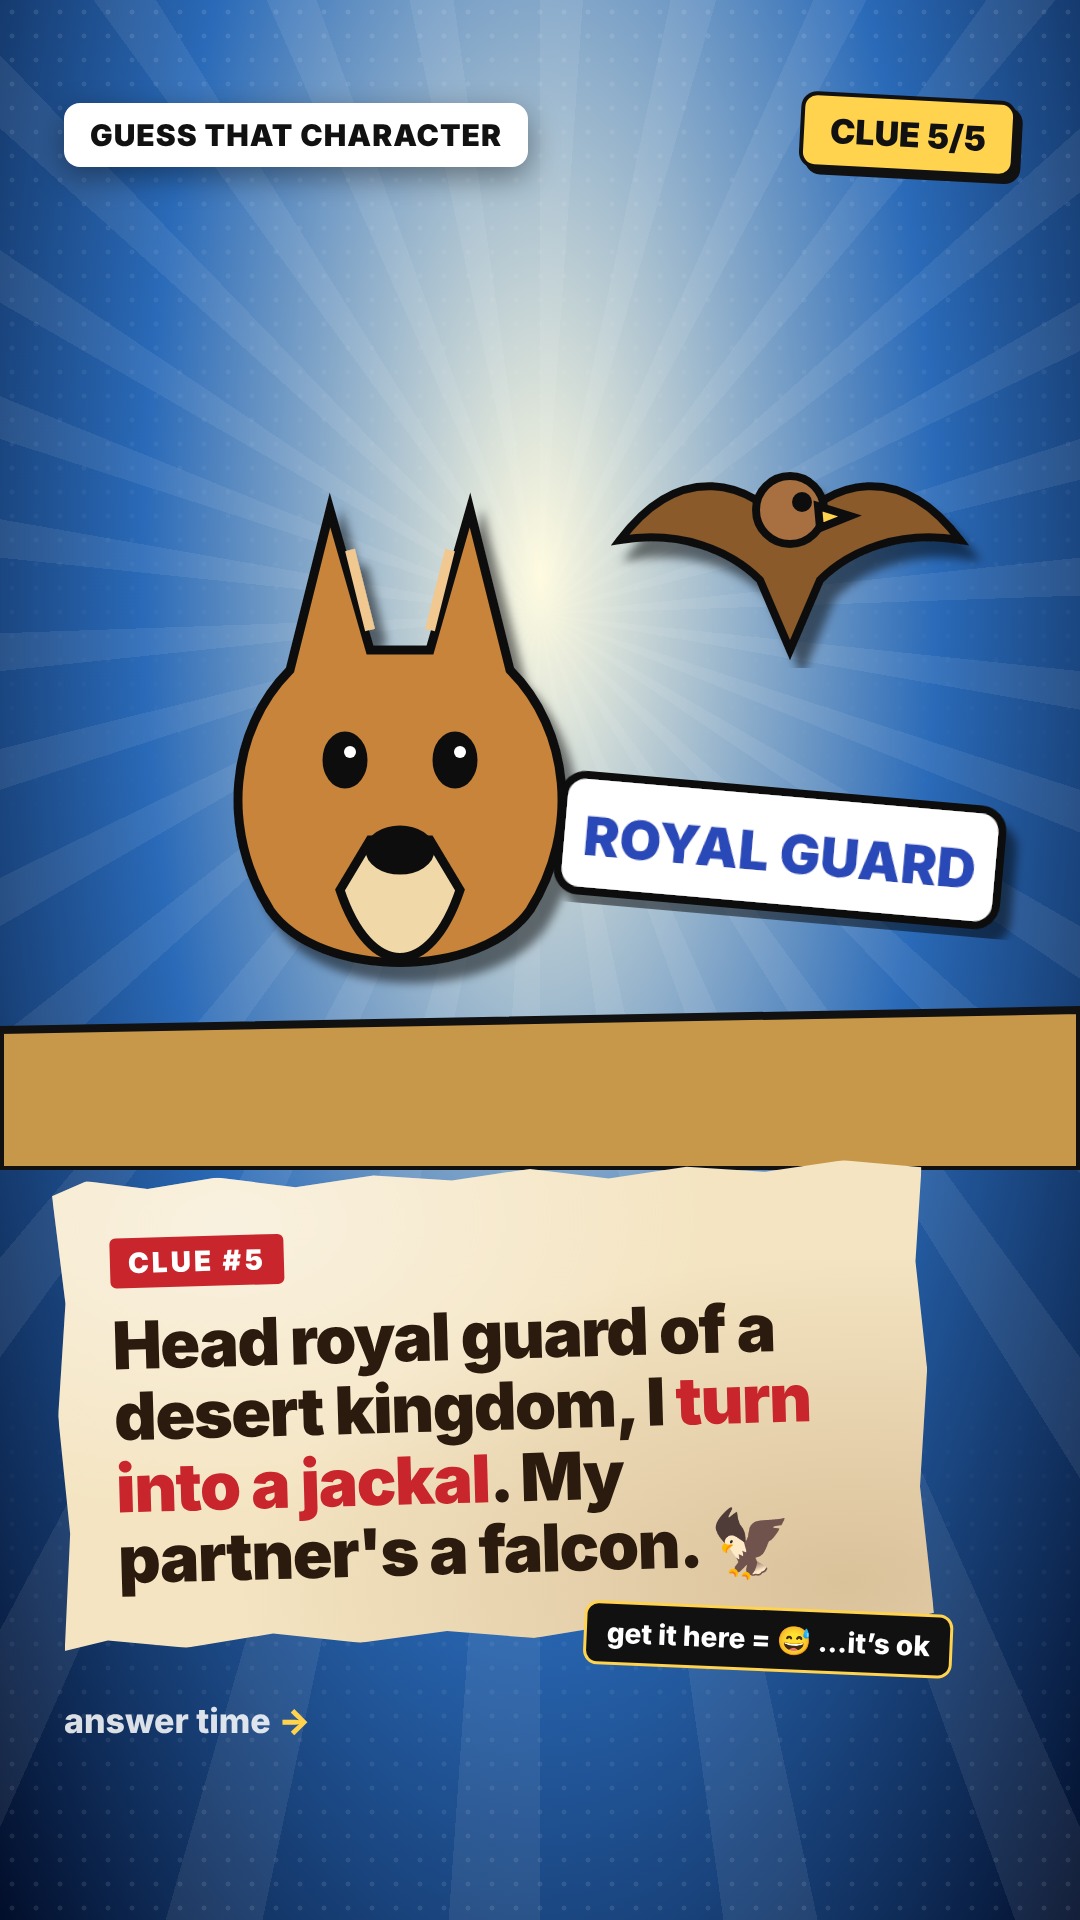 GUESS THAT CHARACTER
CLUE 5/5
ROYAL GUARD
CLUE #5
Head royal guard of a
desert kingdom, I turn
into a jackal. My
partner's a falcon. 🦅
get it here = 😅 ...it's ok
answer time →